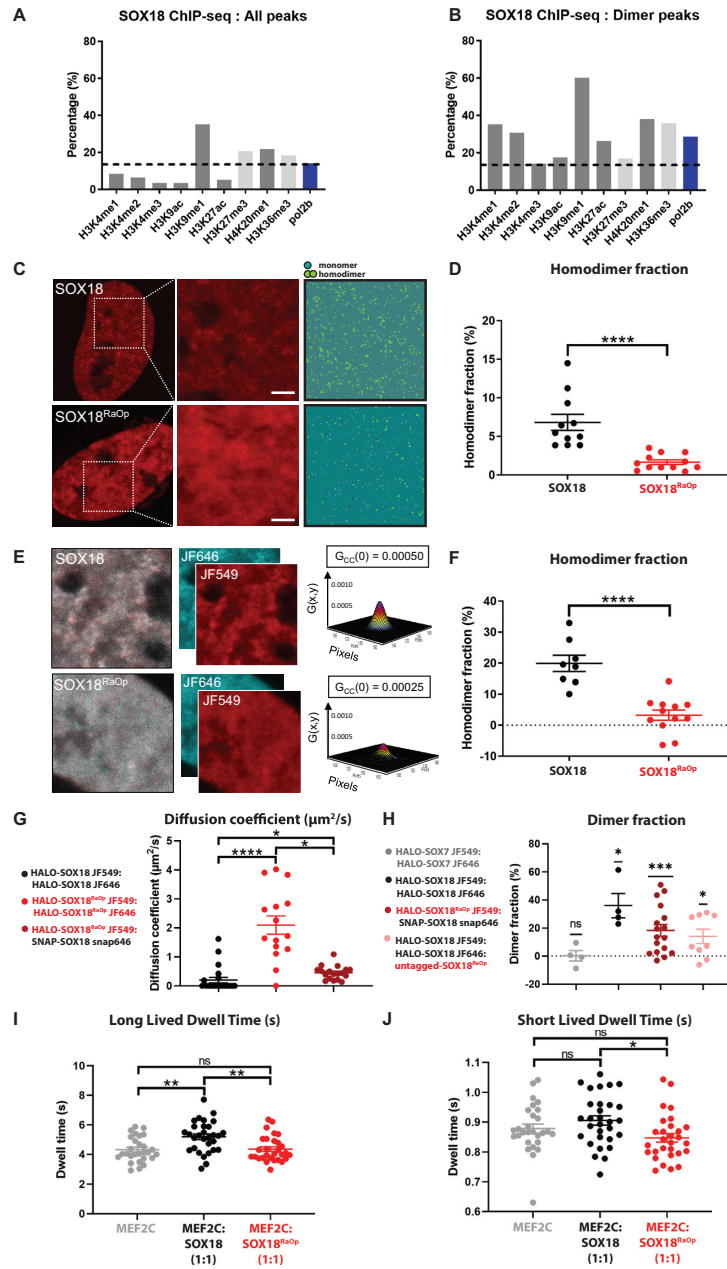 A
SOX18 ChIP-seq : All peaks
Percentage (%)
80
60
40
20
0
H3K4me1
H3K4me2
H3K4me3
H3K9ac
H3K9me1
H3K27ac
H3K27me3
H4K20me1
H3K36me3
pol2b
B
SOX18 ChIP-seq : Dimer peaks
Percentage (%)
80
60
40
20
0
H3K4me1
H3K4me2
H3K4me3
H3K9ac
H3K9me1
H3K27ac
H3K27me3
H4K20me1
H3K36me3
pol2b
C
monomer
homodimer
SOX18
SOX18RaOp
D
Homodimer fraction
Homodimer fraction (%)
20
15
10
5
0
****
SOX18
SOX18RaOp
E
SOX18
JF646
JF549
GCC(0) = 0.00050
G(x,y)
0.0010
0.0005
Pixels
SOX18RaOp
JF646
JF549
GCC(0) = 0.00025
G(x,y)
0.0010
0.0005
Pixels
F
Homodimer fraction
Homodimer fraction (%)
40
30
20
10
0
-10
****
SOX18
SOX18RaOp
G
Diffusion coefficient (µm²/s)
HALO-SOX18 JF549:
HALO-SOX18 JF646
HALO-SOX18RaOp JF549:
HALO-SOX18RaOp JF646
HALO-SOX18RaOp JF549:
SNAP-SOX18 snap646
Diffusion coefficient (µm²/s)
5
4
3
2
1
0
*
****
*
H
Dimer fraction
HALO-SOX7 JF549:
HALO-SOX7 JF646
HALO-SOX18 JF549:
HALO-SOX18 JF646
HALO-SOX18RaOp JF549:
SNAP-SOX18 snap646
HALO-SOX18 JF549:
HALO-SOX18 JF646:
untagged-SOX18RaOp
Dimer fraction (%)
80
60
40
20
0
-20
ns
*
***
*
I
Long Lived Dwell Time (s)
Dwell time (s)
10
8
6
4
2
0
ns
**
**
MEF2C
MEF2C:
SOX18
(1:1)
MEF2C:
SOX18RaOp
(1:1)
J
Short Lived Dwell Time (s)
Dwell time (s)
1.1
1.0
0.9
0.8
0.7
0.6
ns
ns
*
MEF2C
MEF2C:
SOX18
(1:1)
MEF2C:
SOX18RaOp
(1:1)